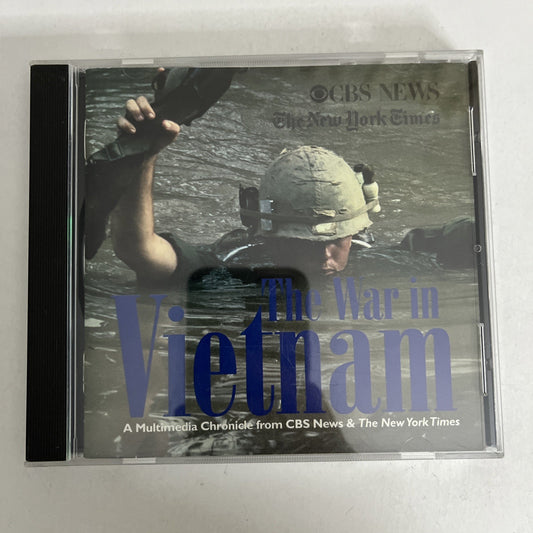 CBS NEWS
The New York Times
The War in
Vietnam
A Multimedia Chronicle from CBS News & The New York Times